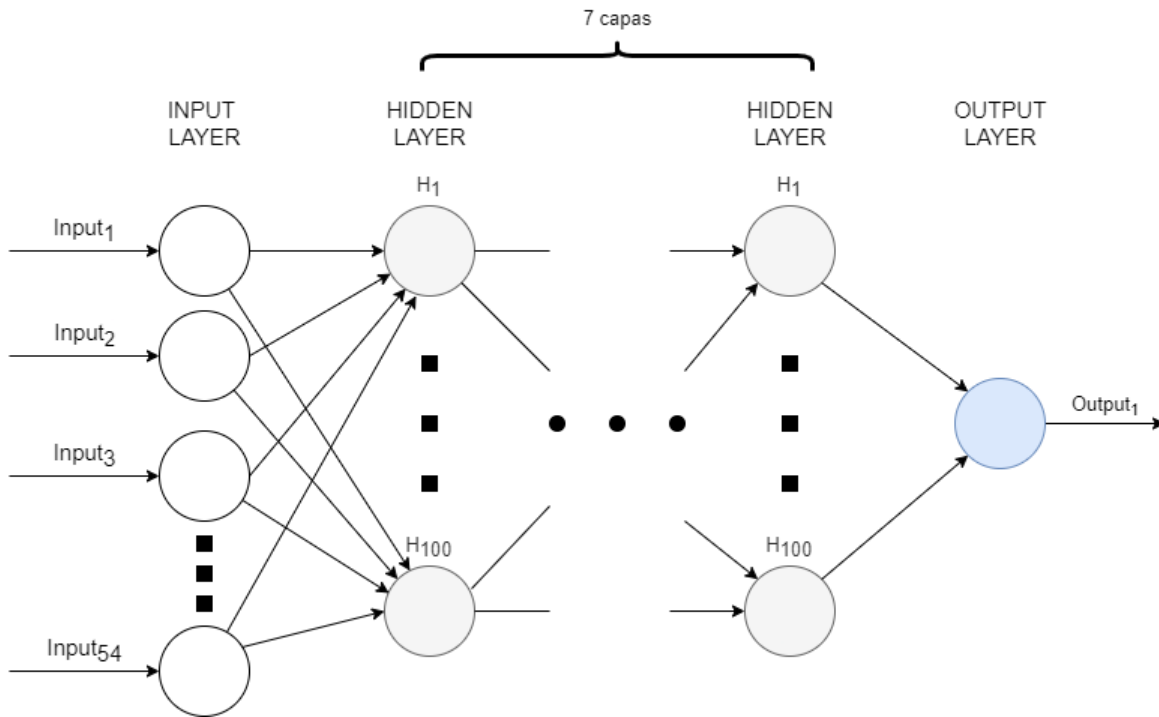 7 capas
INPUT
LAYER
HIDDEN
LAYER
HIDDEN
LAYER
OUTPUT
LAYER
H1
H1
Input1
Input2
Output1
Input3
H100
H100
Input54